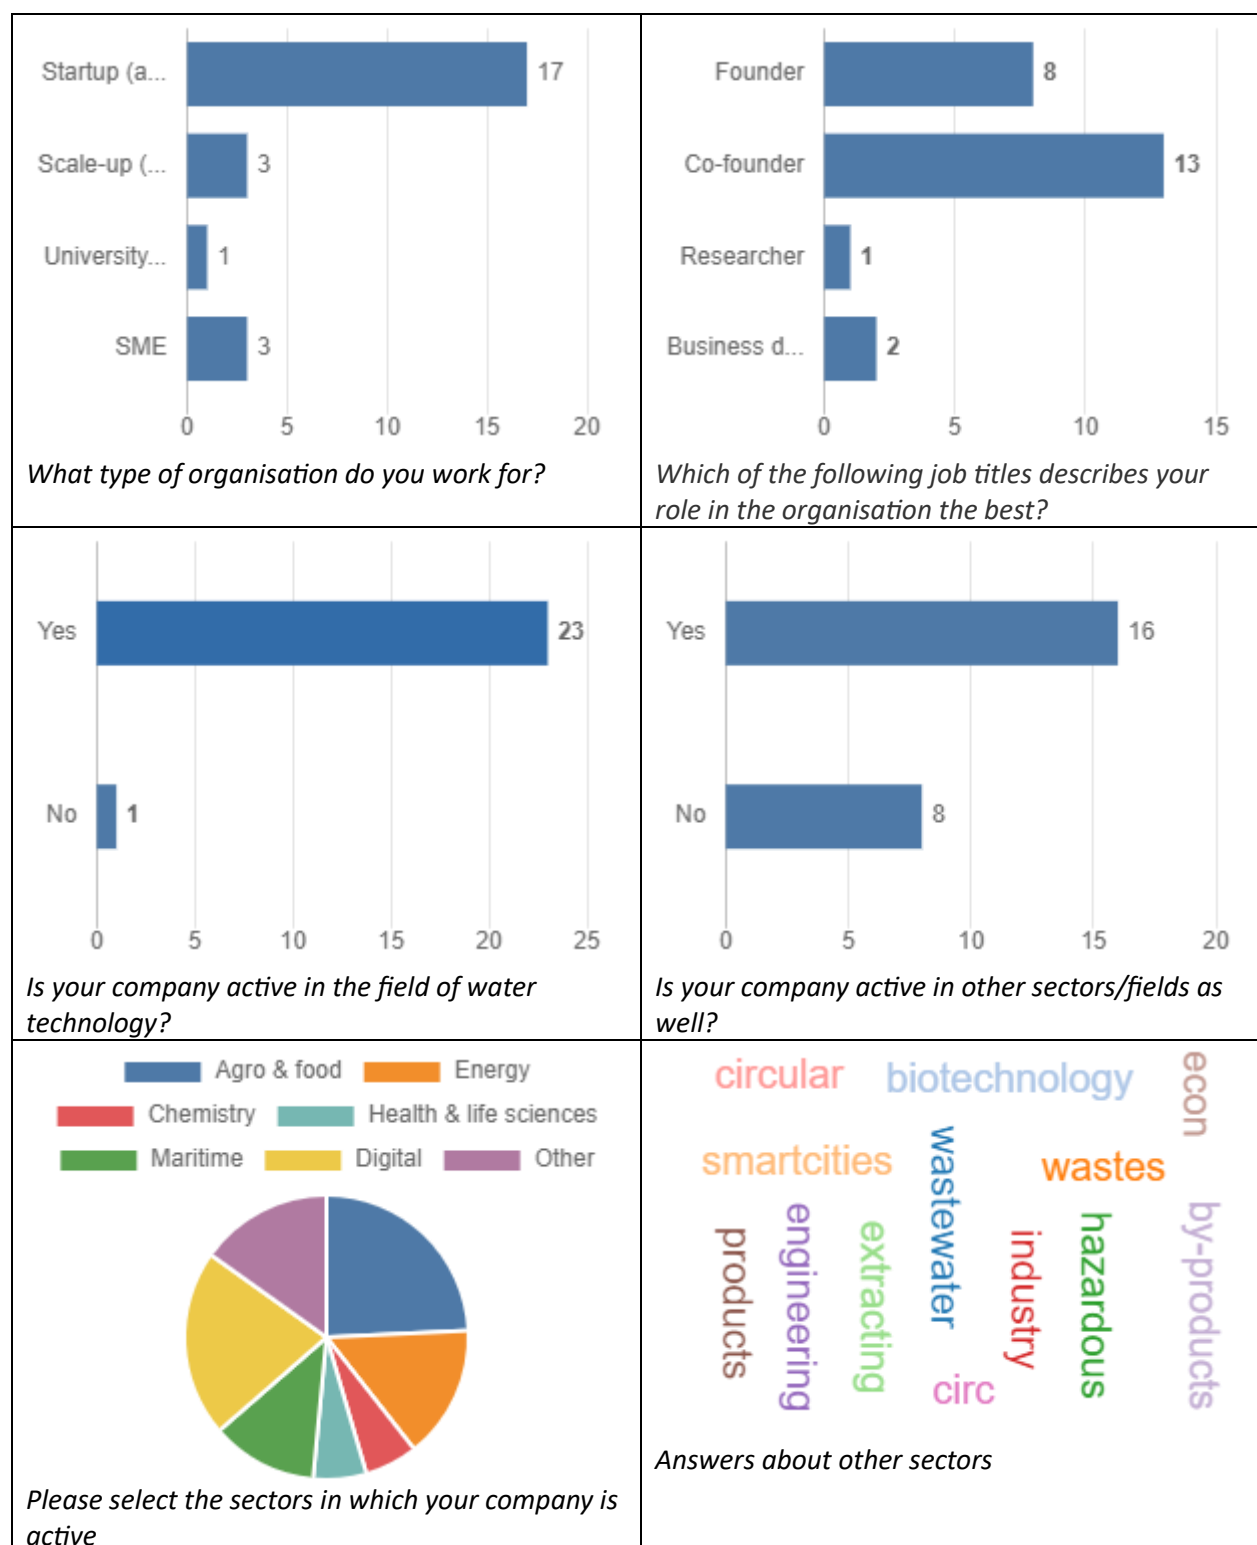 Startup (a...
17
Scale-up (...
3
University...
1
SME
3
0 5 10 15 20
What type of organisation do you work for?
Founder
8
Co-founder
13
Researcher
1
Business d...
2
0 5 10 15
Which of the following job titles describes your
role in the organisation the best?
Yes
23
No
1
0 5 10 15 20 25
Is your company active in the field of water
technology?
Yes
16
No
8
0 5 10 15 20
Is your company active in other sectors/fields as
well?
Agro & food Energy
Chemistry Health & life sciences
Maritime Digital Other
Please select the sectors in which your company is
active
circular
biotechnology
econ
smartcities
wastewater
wastes
products
engineering
extracting
industry
hazardous
by-products
circ
Answers about other sectors